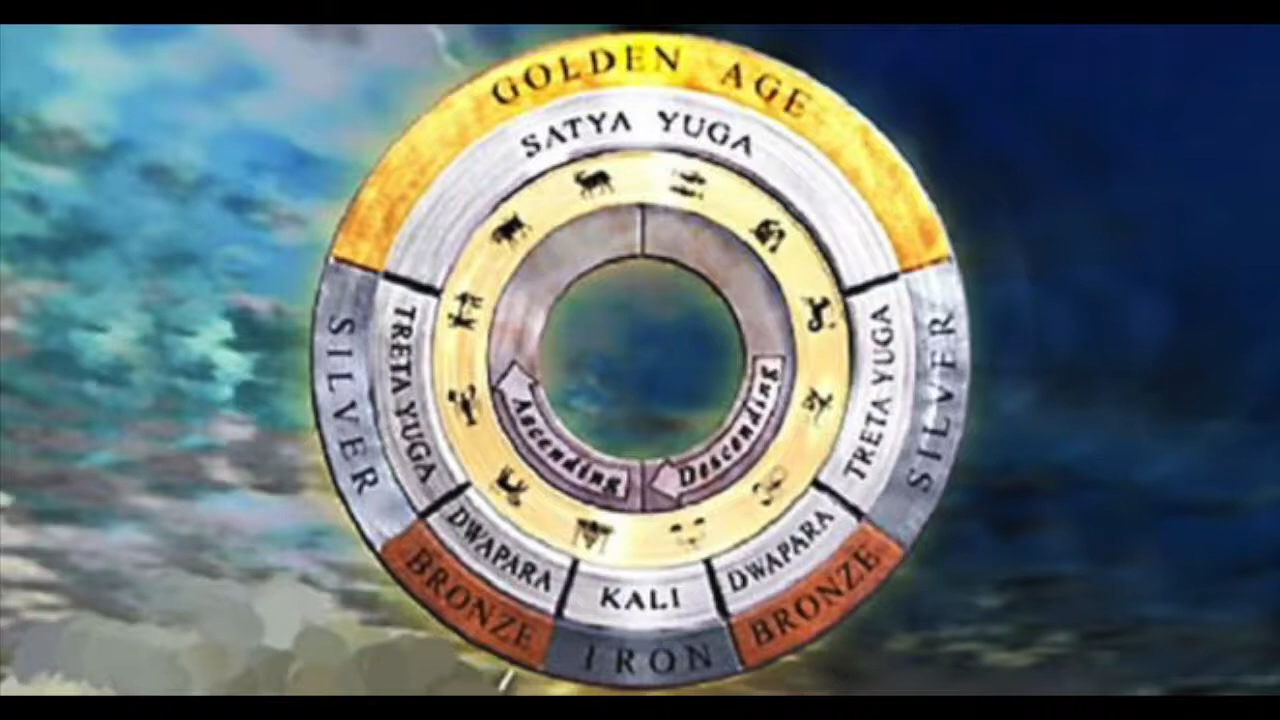 GOLDEN AGE
SATYA YUGA
SILVER
TRETA YUGA
TRETA YUGA
SILVER
Ascending
Descending
DWAPARA
DWAPARA
BRONZE
KALI
BRONZE
IRON